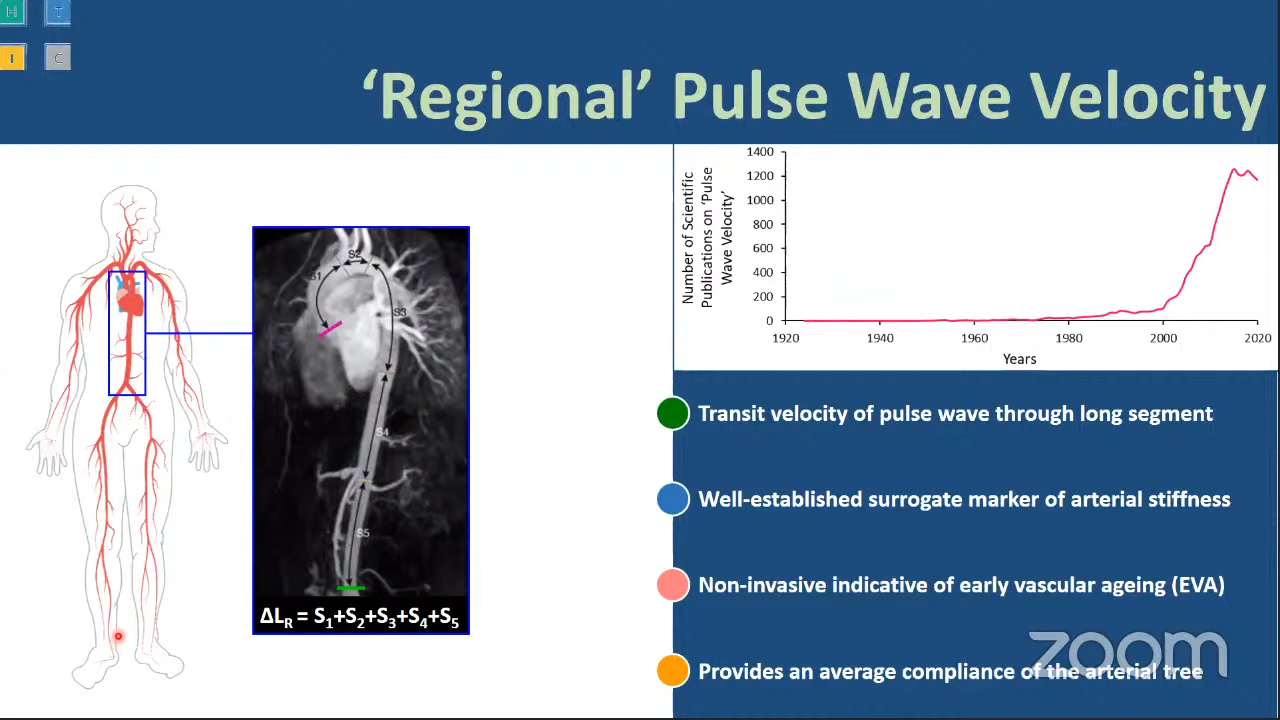 H T
I C
‘Regional’ Pulse Wave Velocity
S1
S2
S3
S4
S5
ΔLR = S1+S2+S3+S4+S5
Number of Scientific
Publications on ‘Pulse
Wave Velocity’
1400
1200
1000
800
600
400
200
0
1920 1940 1960 1980 2000 2020
Years
Transit velocity of pulse wave through long segment
Well-established surrogate marker of arterial stiffness
Non-invasive indicative of early vascular ageing (EVA)
Provides an average compliance of the arterial tree
zoom